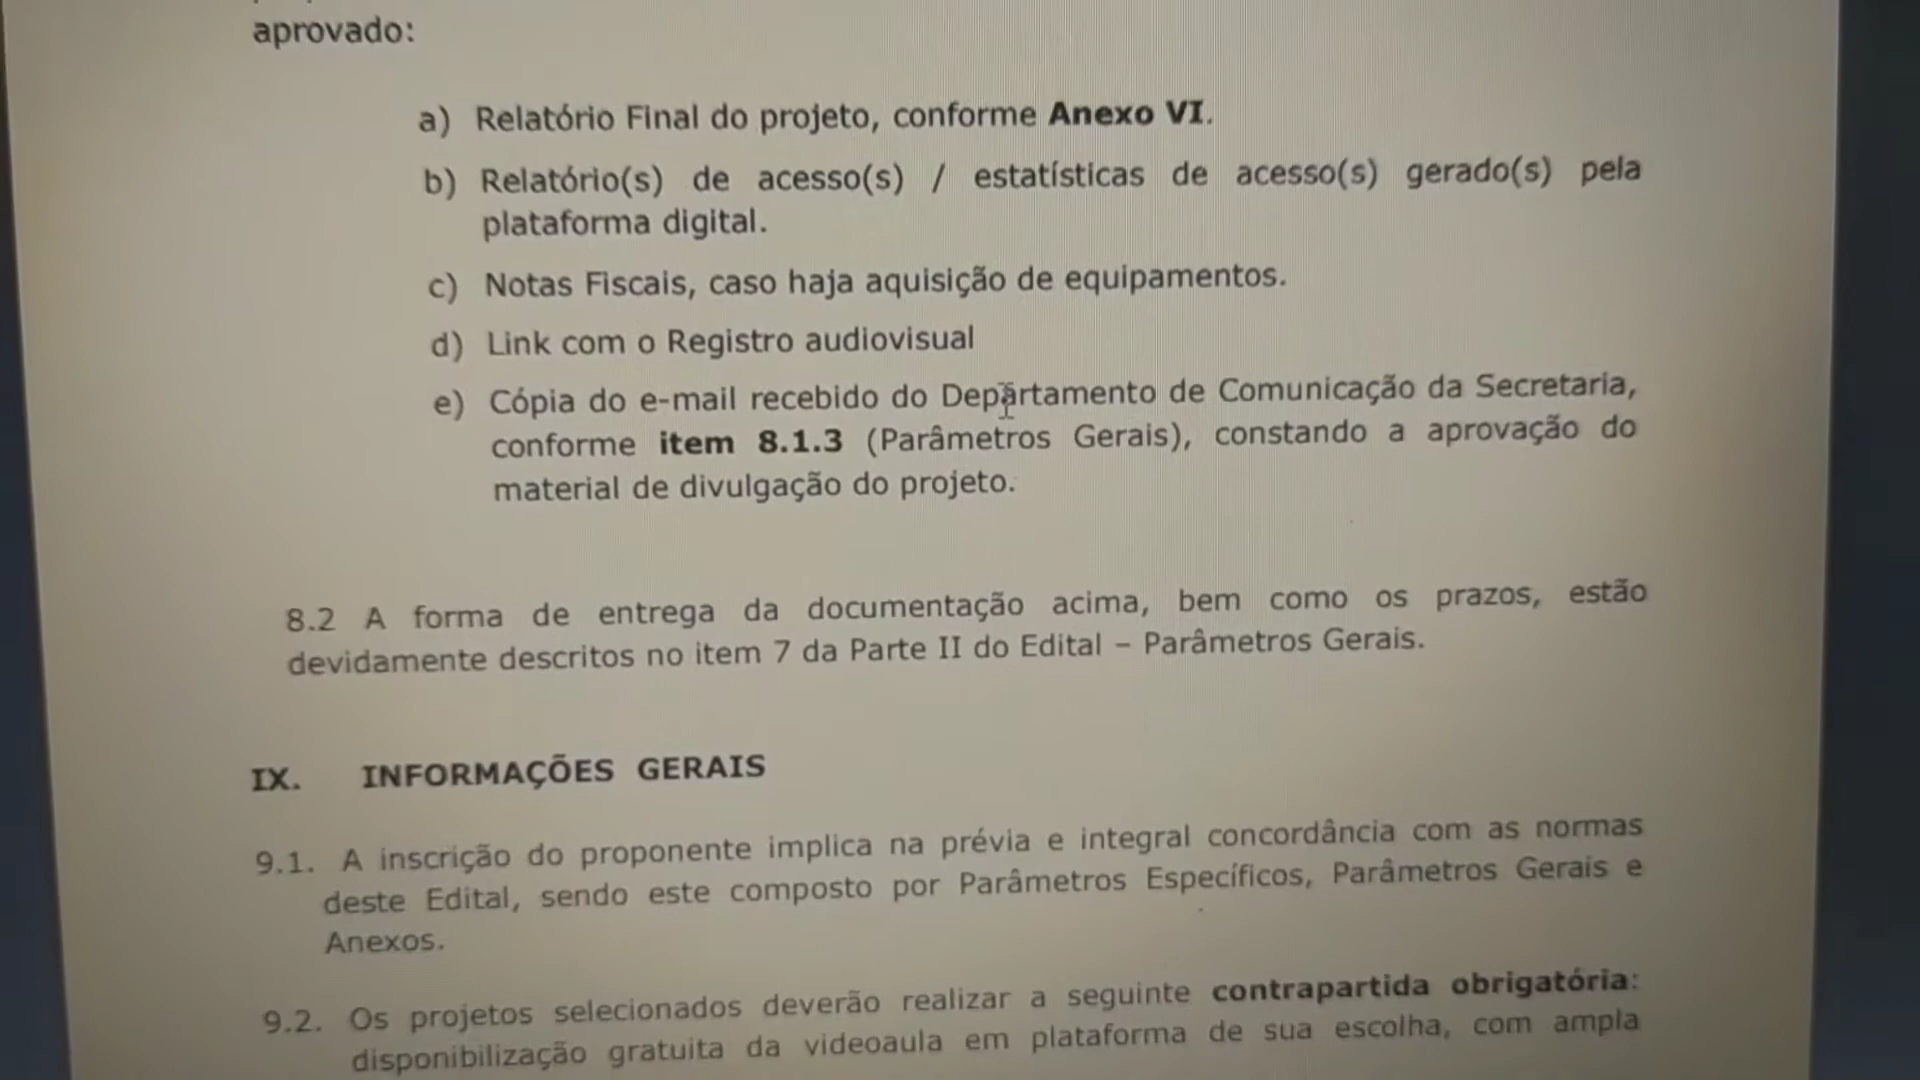 aprovado:
a) Relatório Final do projeto, conforme Anexo VI.
b) Relatório(s) de acesso(s) / estatísticas de acesso(s) gerado(s) pela
plataforma digital.
c) Notas Fiscais, caso haja aquisição de equipamentos.
d) Link com o Registro audiovisual
e) Cópia do e-mail recebido do Departamento de Comunicação da Secretaria,
conforme item 8.1.3 (Parâmetros Gerais), constando a aprovação do
material de divulgação do projeto.
8.2 A forma de entrega da documentação acima, bem como os prazos, estão
devidamente descritos no item 7 da Parte II do Edital – Parâmetros Gerais.
IX. INFORMAÇÕES GERAIS
9.1. A inscrição do proponente implica na prévia e integral concordância com as normas
deste Edital, sendo este composto por Parâmetros Específicos, Parâmetros Gerais e
Anexos.
9.2. Os projetos selecionados deverão realizar a seguinte contrapartida obrigatória:
disponibilização gratuita da videoaula em plataforma de sua escolha, com ampla